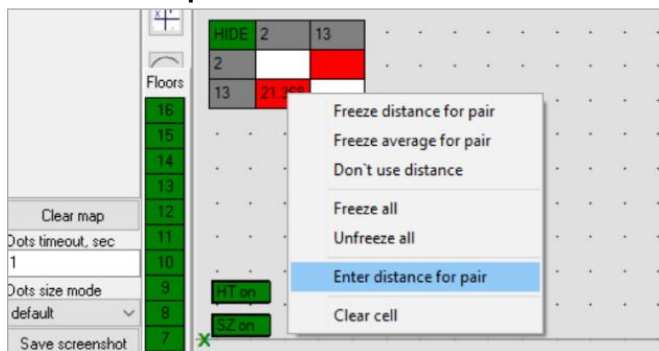 HIDE 2 13
2
13 21.368
Floors
16
15
14
13
12
11
10
9
8
7
Clear map
Dots timeout, sec
1
Dots size mode
default
Save screenshot
HT on
SZ on
X
Freeze distance for pair
Freeze average for pair
Don`t use distance
Freeze all
Unfreeze all
Enter distance for pair
Clear cell